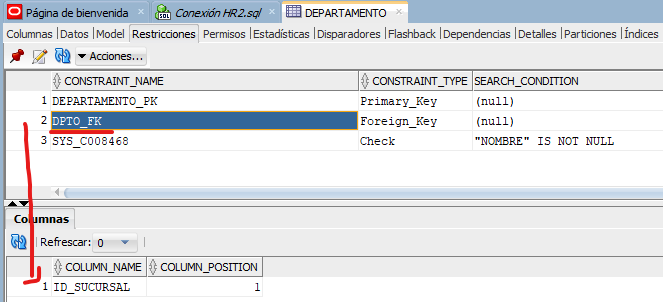 Página de bienvenida Conexión HR2.sql DEPARTAMENTO
Columnas Datos Model Restricciones Permisos Estadísticas Disparadores Flashback Dependencias Detalles Particiones Índices
Acciones...
CONSTRAINT_NAME CONSTRAINT_TYPE SEARCH_CONDITION
1 DEPARTAMENTO_PK Primary_Key (null)
2 DPTO_FK Foreign_Key (null)
3 SYS_C008468 Check "NOMBRE" IS NOT NULL
Columnas
Refrescar: 0
COLUMN_NAME COLUMN_POSITION
1 ID_SUCURSAL 1